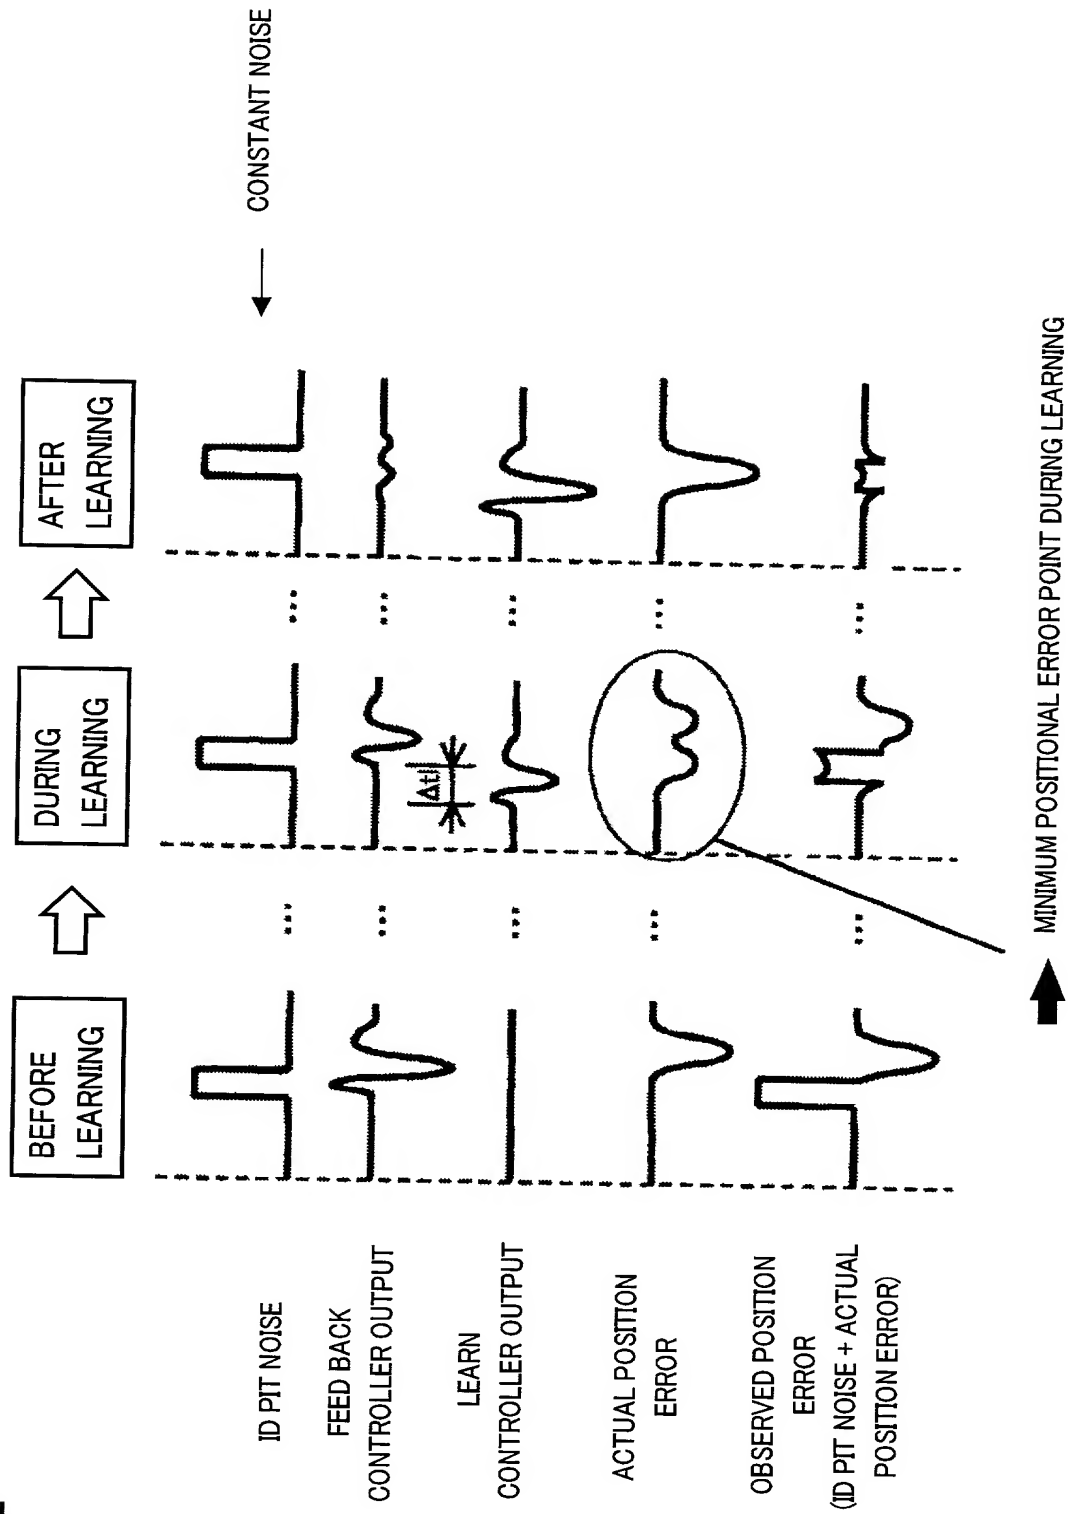 BEFORE
LEARNING
DURING
LEARNING
AFTER
LEARNING
ID PIT NOISE
CONSTANT NOISE
FEED BACK
CONTROLLER OUTPUT
Δtl
LEARN
CONTROLLER OUTPUT
ACTUAL POSITION
ERROR
OBSERVED POSITION
ERROR
(ID PIT NOISE + ACTUAL
POSITION ERROR)
MINIMUM POSITIONAL ERROR POINT DURING LEARNING